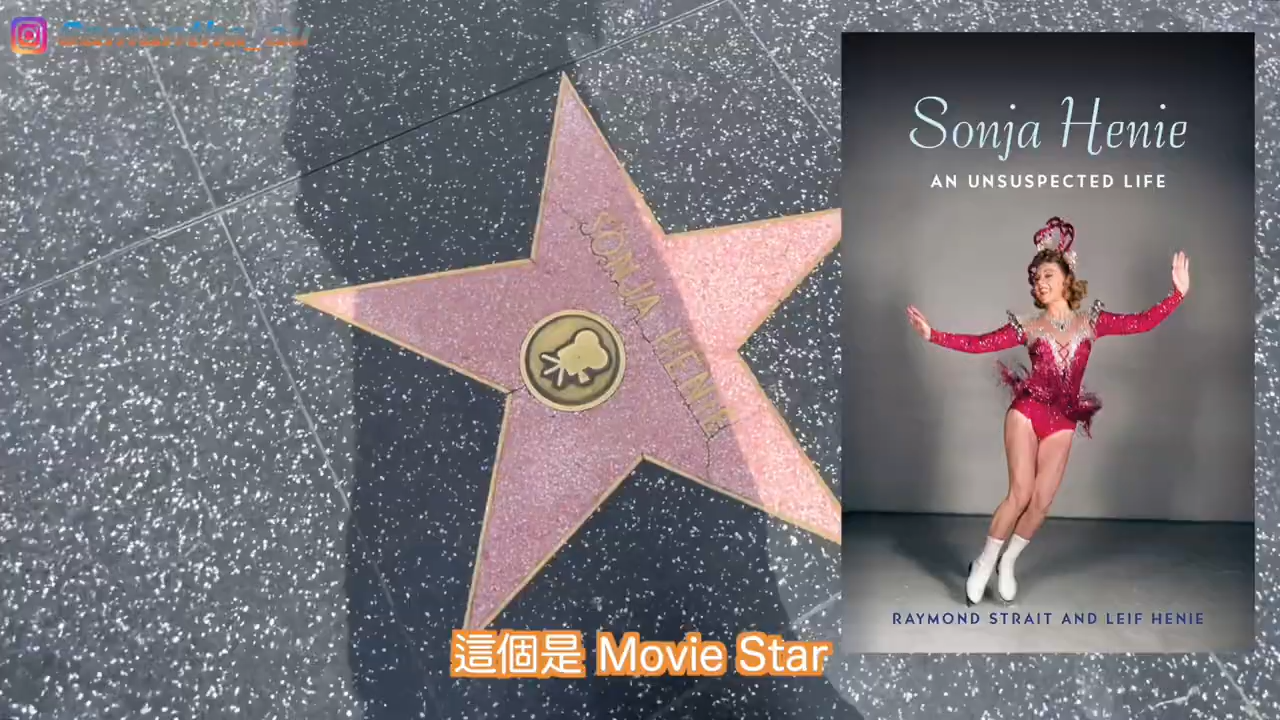 SONJA HENIE
Sonja Henie
AN UNSUSPECTED LIFE
RAYMOND STRAIT AND LEIF HENIE
這個是 Movie Star